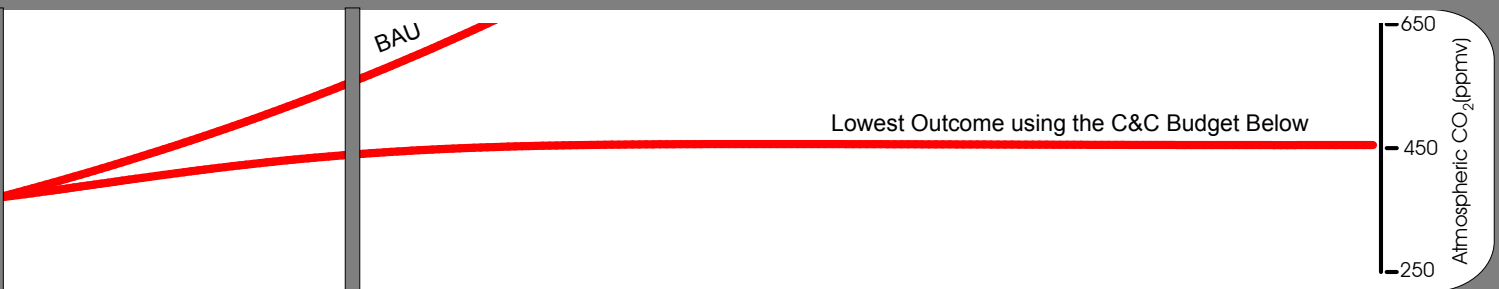 BAU
650
Lowest Outcome using the C&C Budget Below
450
250
Atmospheric CO₂(ppmv)